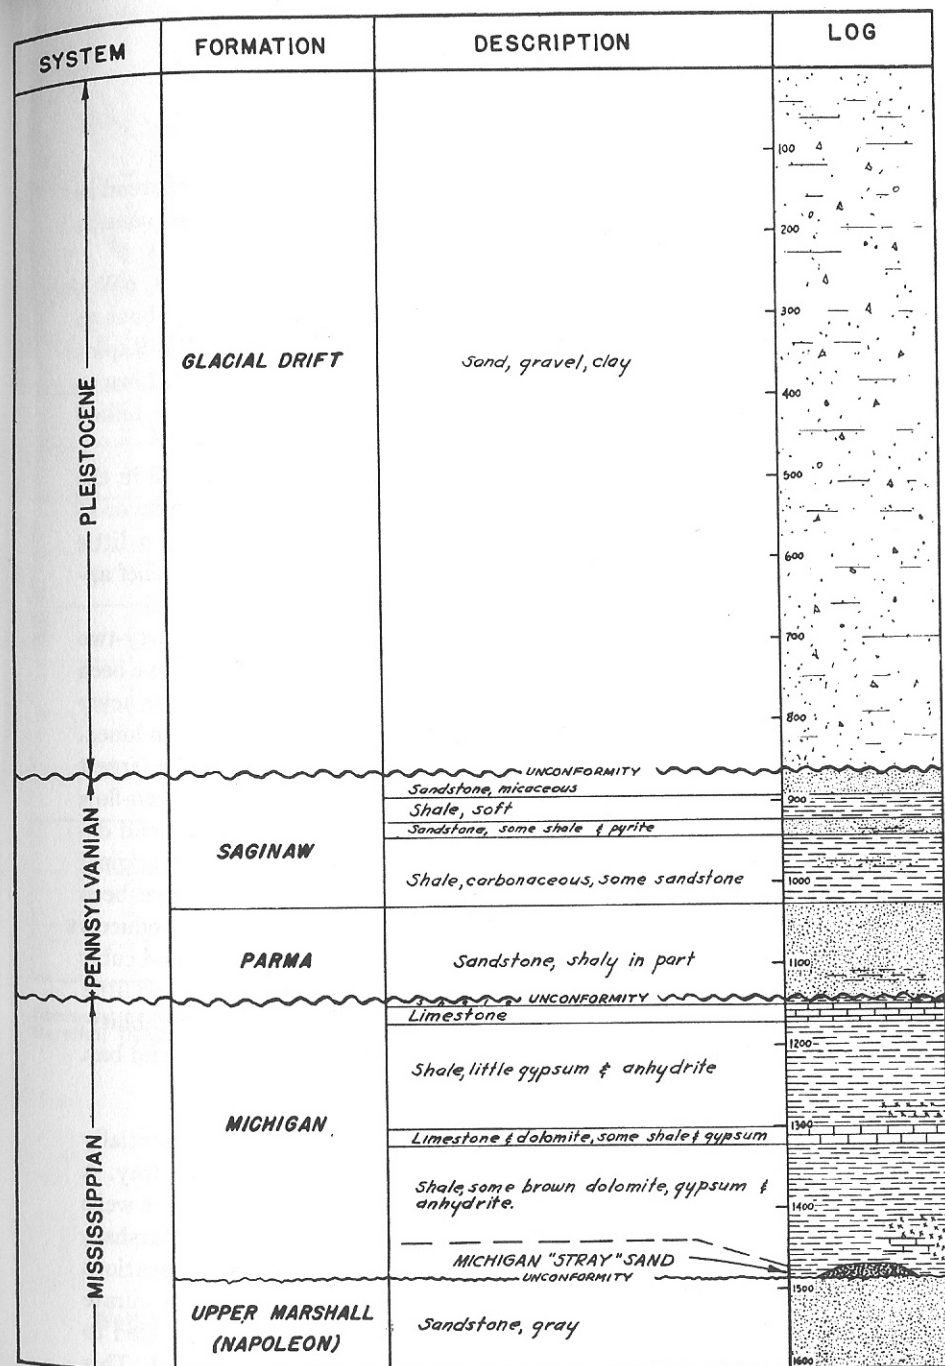 SYSTEM FORMATION DESCRIPTION LOG
PLEISTOCENE
GLACIAL DRIFT
Sand, gravel, clay
100
200
300
400
500
600
700
800
UNCONFORMITY
PENNSYLVANIAN
SAGINAW
Sandstone, micaceous
Shale, soft
Sandstone, some shale & pyrite
Shale, carbonaceous, some sandstone
900
1000
PARMA
Sandstone, shaly in part
1100
UNCONFORMITY
MISSISSIPPIAN
MICHIGAN
Limestone
Shale, little gypsum & anhydrite
Limestone & dolomite, some shale & gypsum
Shale, some brown dolomite, gypsum &
anhydrite.
MICHIGAN "STRAY" SAND
1200
1300
1400
UNCONFORMITY
UPPER MARSHALL
(NAPOLEON)
Sandstone, gray
1500
1600